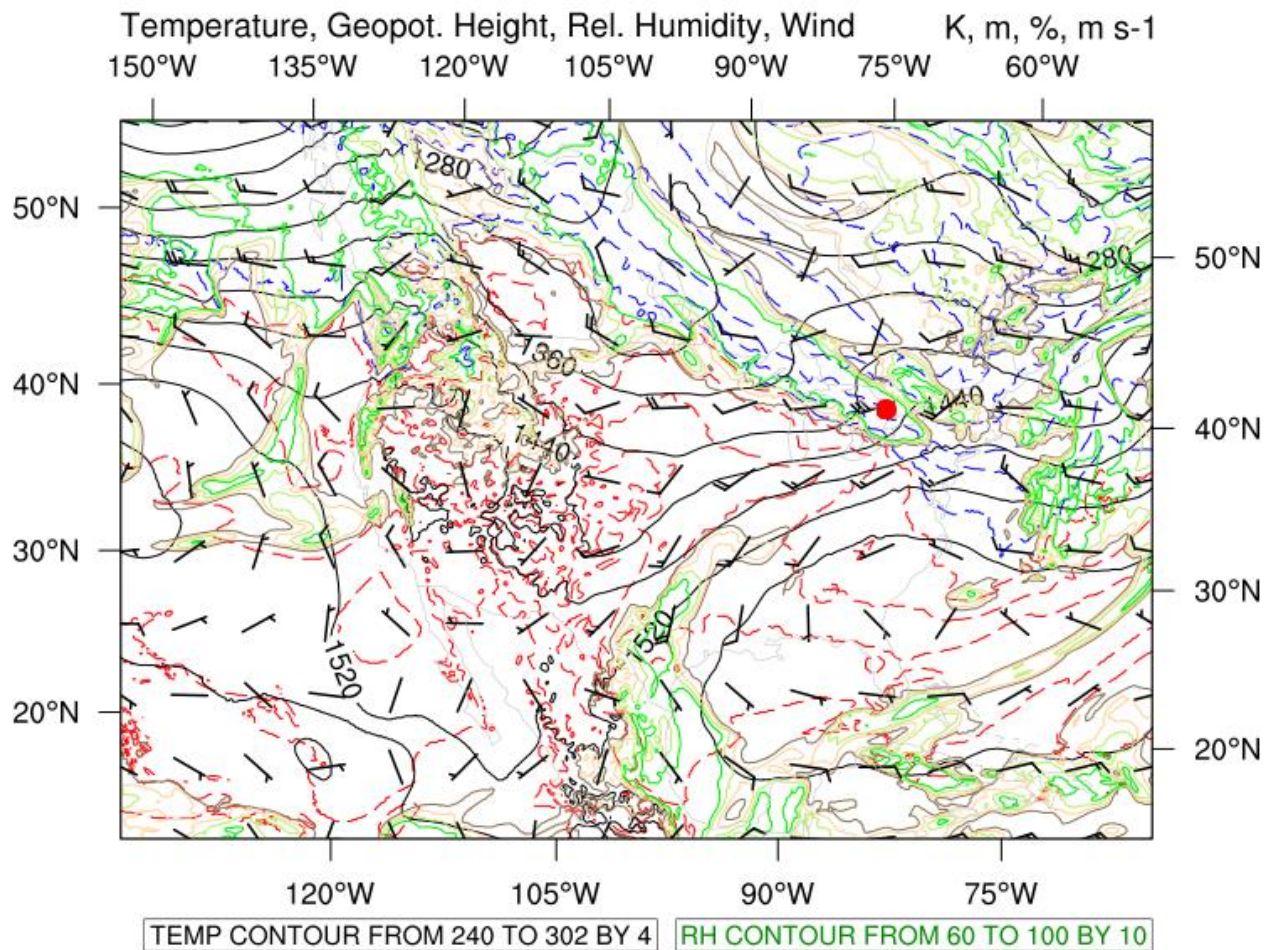 Temperature, Geopot. Height, Rel. Humidity, Wind K, m, %, m s-1
150°W 135°W 120°W 105°W 90°W 75°W 60°W
1280
50°N
50°N
1280
1360
40°N
1440
1440
40°N
30°N
30°N
1520
1520
20°N
20°N
120°W 105°W 90°W 75°W
TEMP CONTOUR FROM 240 TO 302 BY 4 RH CONTOUR FROM 60 TO 100 BY 10